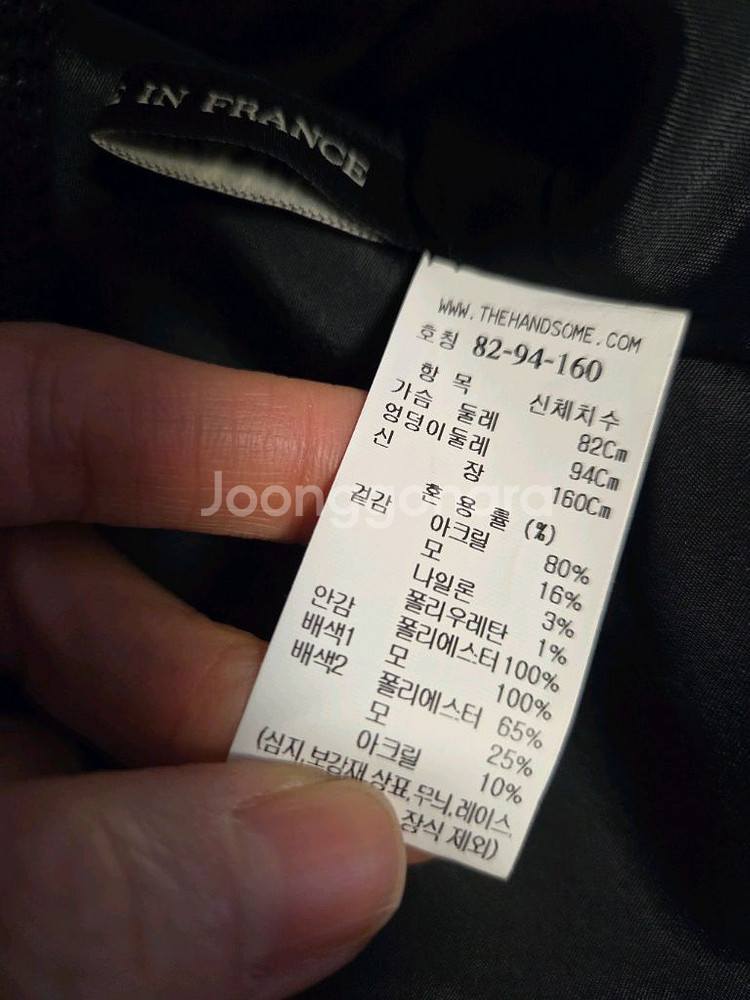 IN FRANCE
WWW.THEHANDSOME.COM
호칭 82-94-160
항 목 신체치수
가슴 둘레 82Cm
엉덩이둘레 94Cm
신 장 160Cm
혼 용 률 (%)
겉감 아크릴 80%
모 16%
나일론 3%
폴리우레탄 1%
안감 폴리에스터 100%
배색1 모 100%
배색2 폴리에스터 65%
모 25%
아크릴 10%
(심지,보강재,상표,무늬,레이스,
장식 제외)
Joonggonara